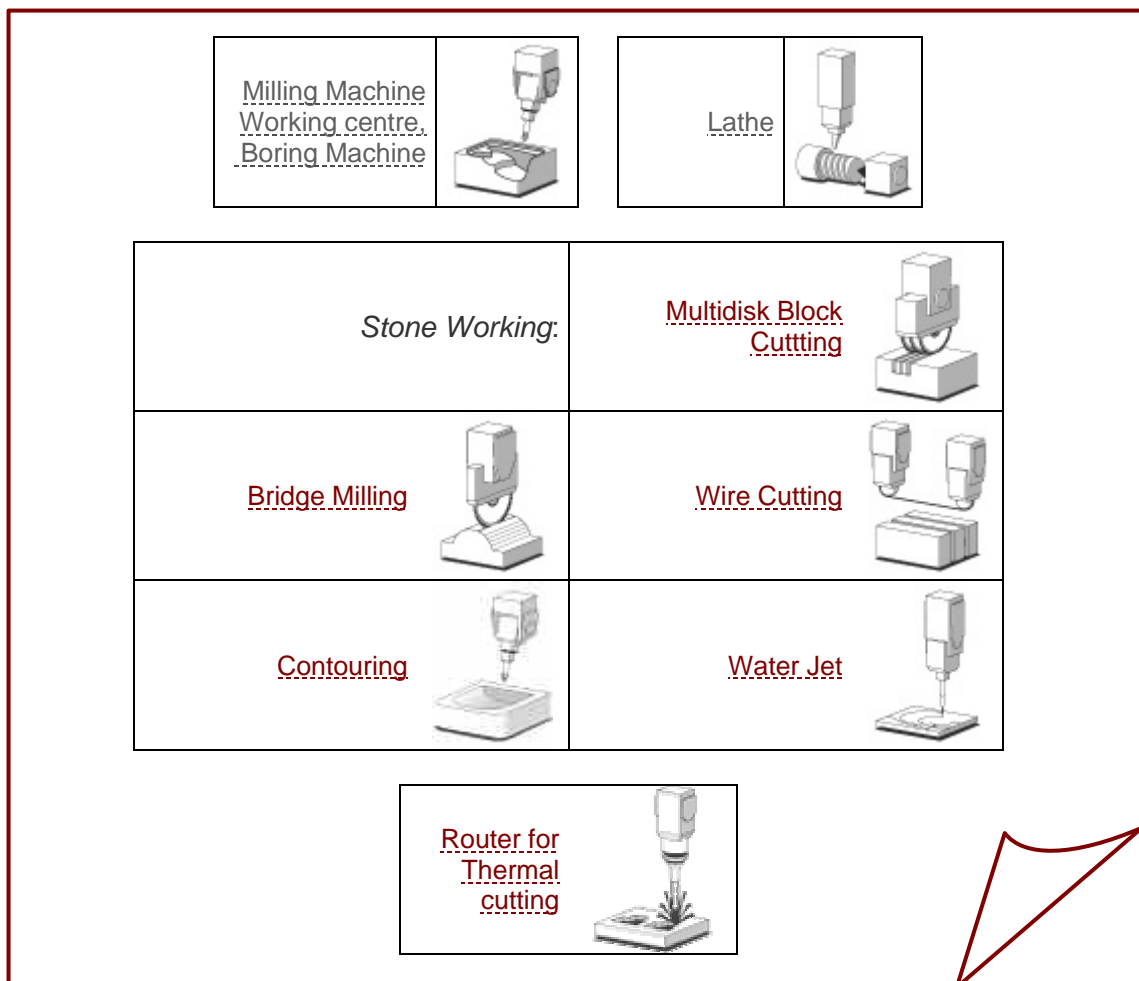 Milling Machine
Working centre,
Boring Machine
Lathe
Stone Working:
Multidisk Block
Cuttting
Bridge Milling
Wire Cutting
Contouring
Water Jet
Router for
Thermal
cutting